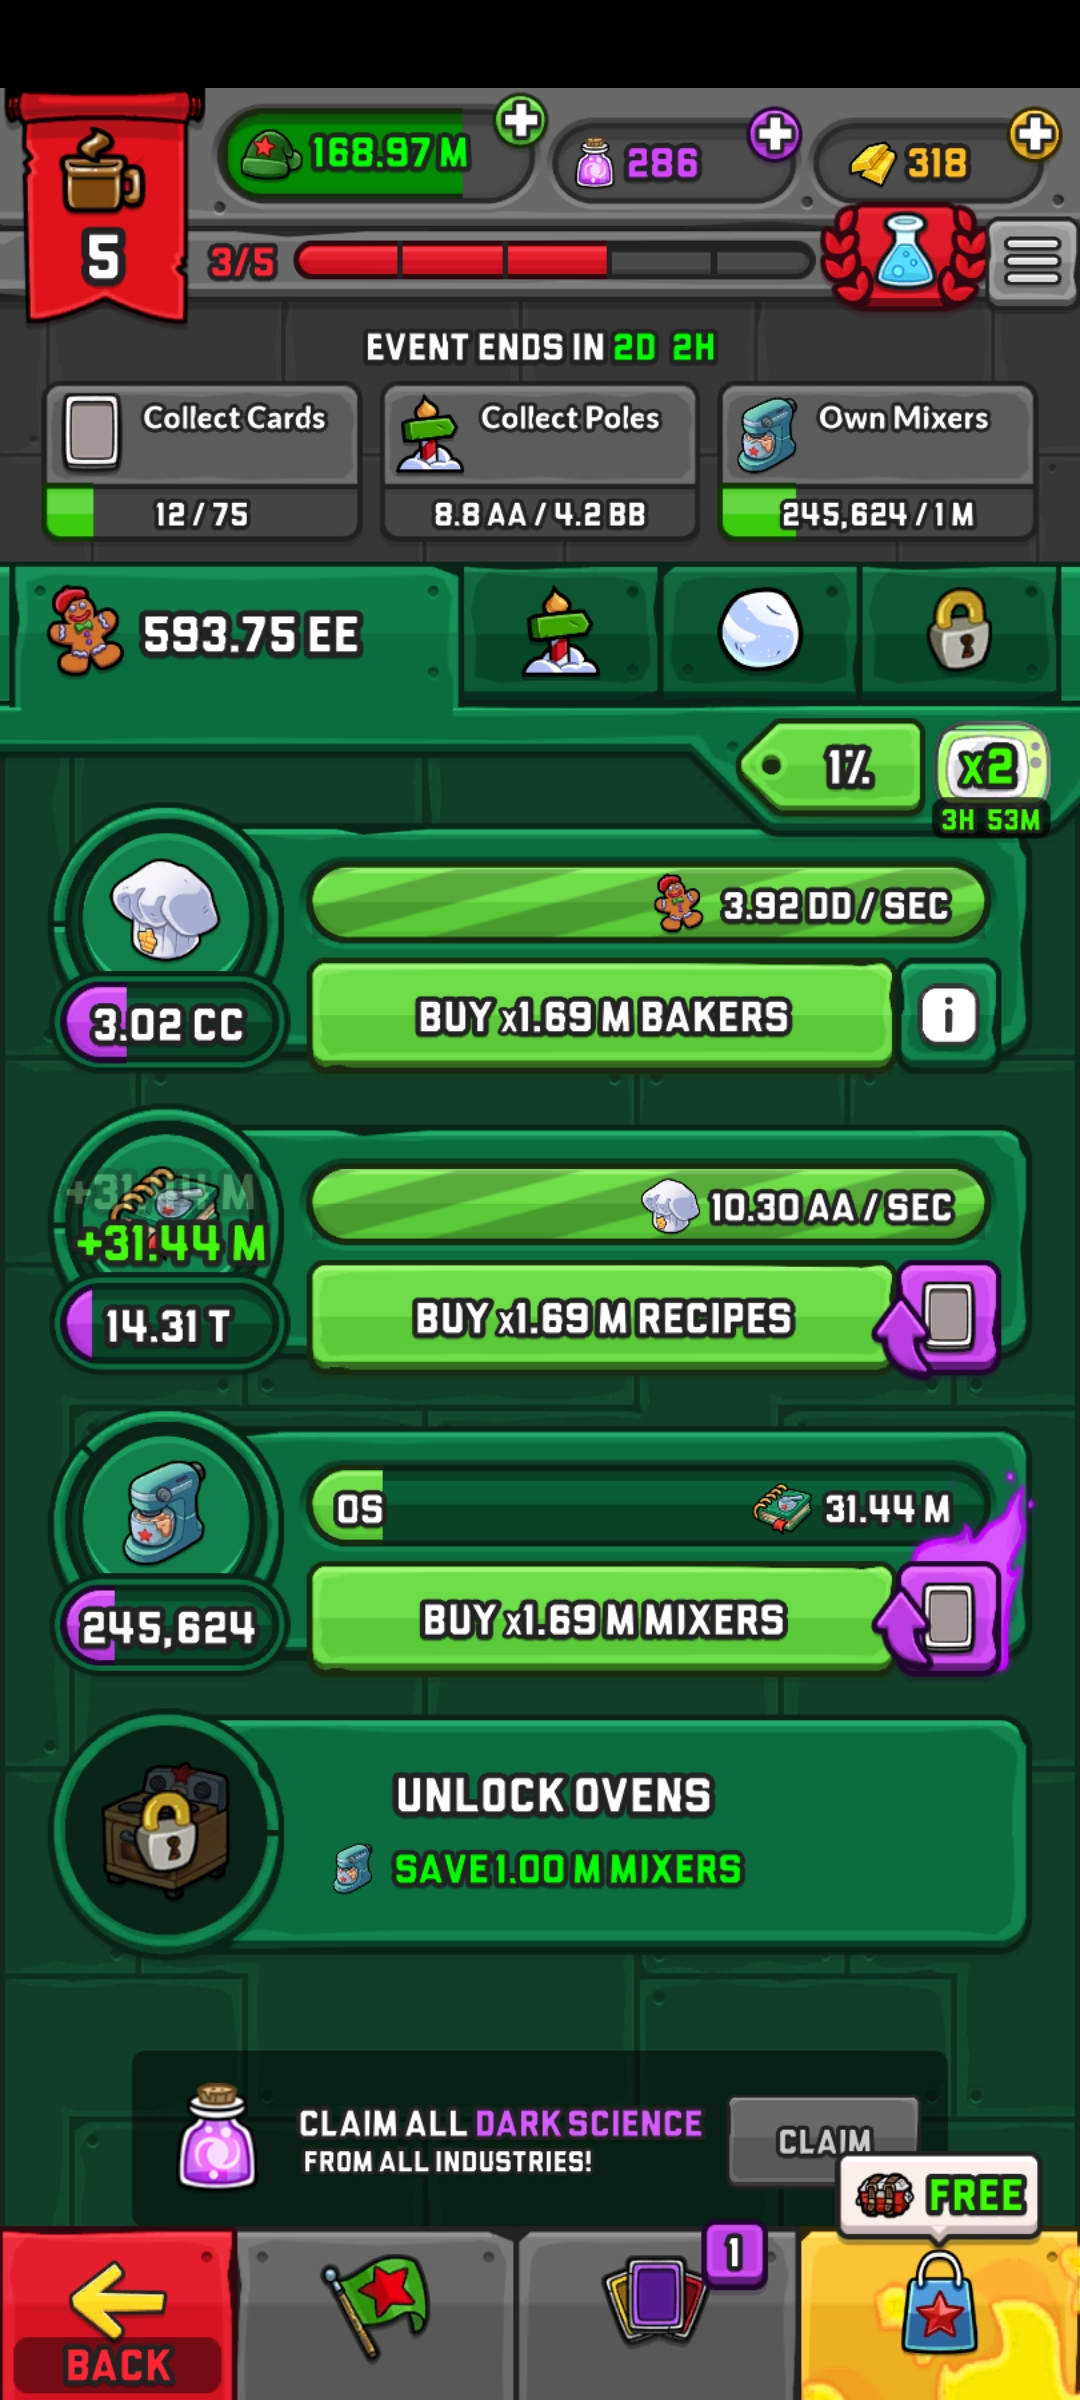 168.97 M
286
318
5
3/5
EVENT ENDS IN 2D 2H
Collect Cards
12 / 75
Collect Poles
8.8 AA / 4.2 BB
Own Mixers
245,624 / 1 M
593.75 EE
1%
x2
3H 53M
3.92 DD / SEC
3.02 CC
BUY x1.69 M BAKERS
i
+31.44 M
+31.44 M
10.30 AA / SEC
14.31 T
BUY x1.69 M RECIPES
0S
31.44 M
245,624
BUY x1.69 M MIXERS
UNLOCK OVENS
SAVE 1.00 M MIXERS
CLAIM ALL DARK SCIENCE
FROM ALL INDUSTRIES!
CLAIM
FREE
1
BACK